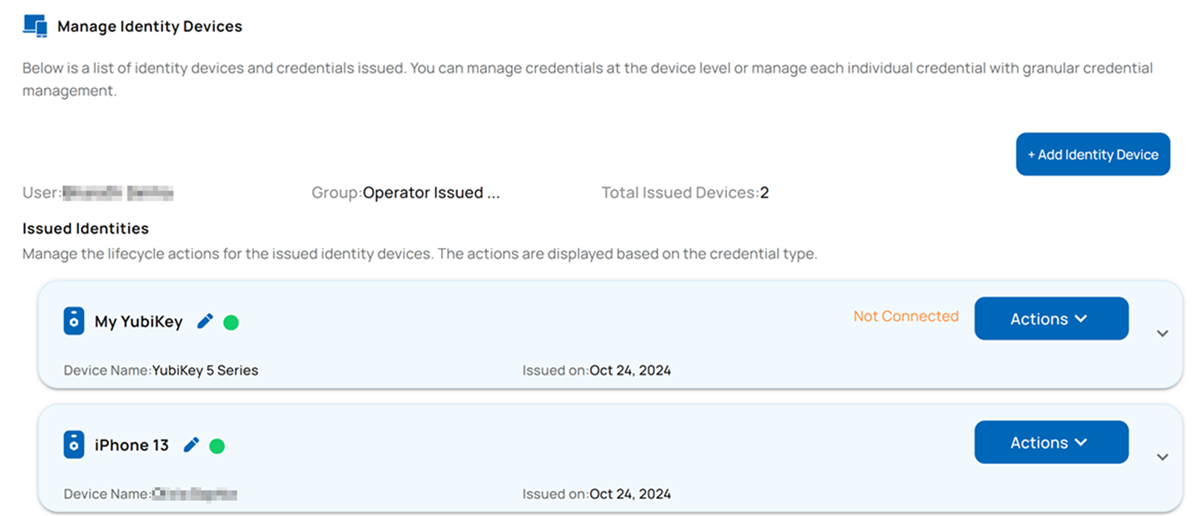 Manage Identity Devices
Below is a list of identity devices and credentials issued. You can manage credentials at the device level or manage each individual credential with granular credential
management.
+ Add Identity Device
User: Group:Operator Issued ... Total Issued Devices:2
Issued Identities
Manage the lifecycle actions for the issued identity devices. The actions are displayed based on the credential type.
My YubiKey Not Connected Actions
Device Name:YubiKey 5 Series Issued on:Oct 24, 2024
iPhone 13 Actions
Device Name: Issued on:Oct 24, 2024